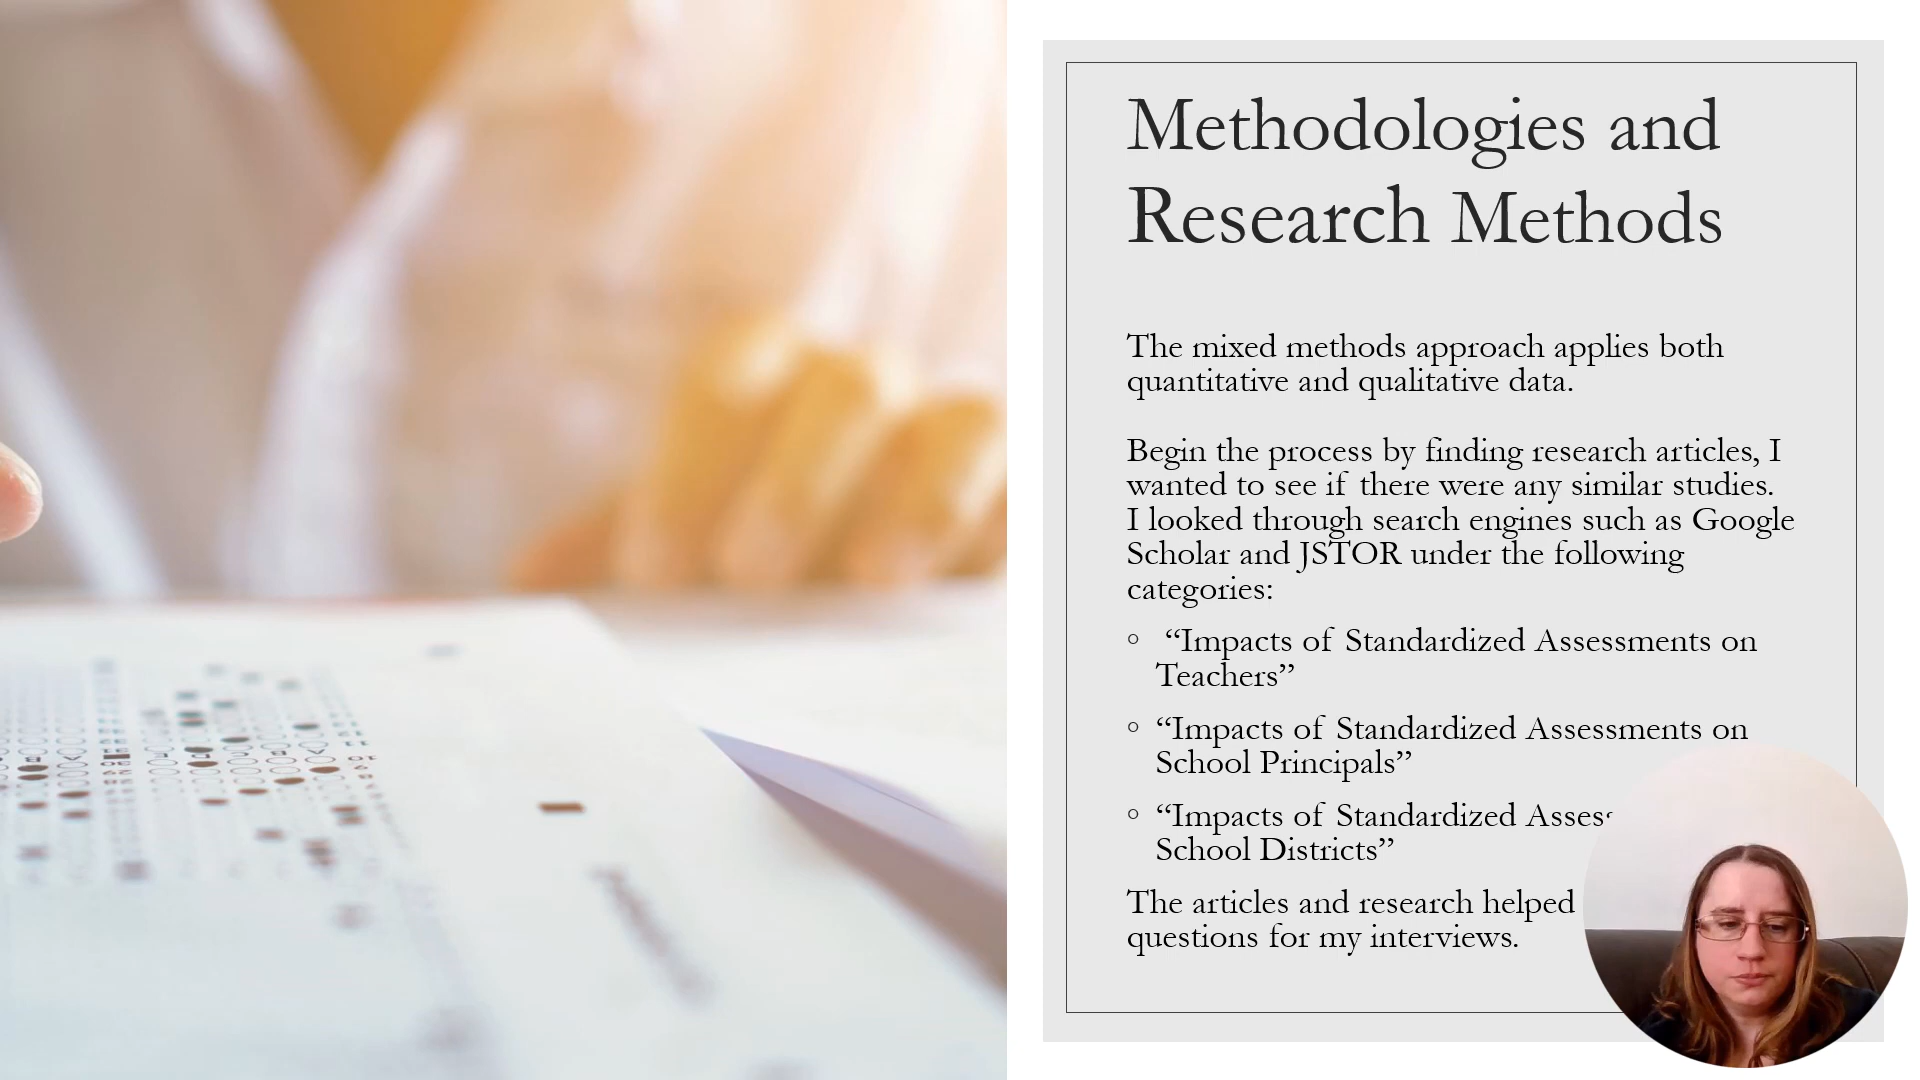 Methodologies and
Research Methods
The mixed methods approach applies both
quantitative and qualitative data.
Begin the process by finding research articles, I
wanted to see if there were any similar studies.
I looked through search engines such as Google
Scholar and JSTOR under the following
categories:
“Impacts of Standardized Assessments on
Teachers”
“Impacts of Standardized Assessments on
School Principals”
“Impacts of Standardized
School Districts”
The articles and research helped
questions for my interviews.